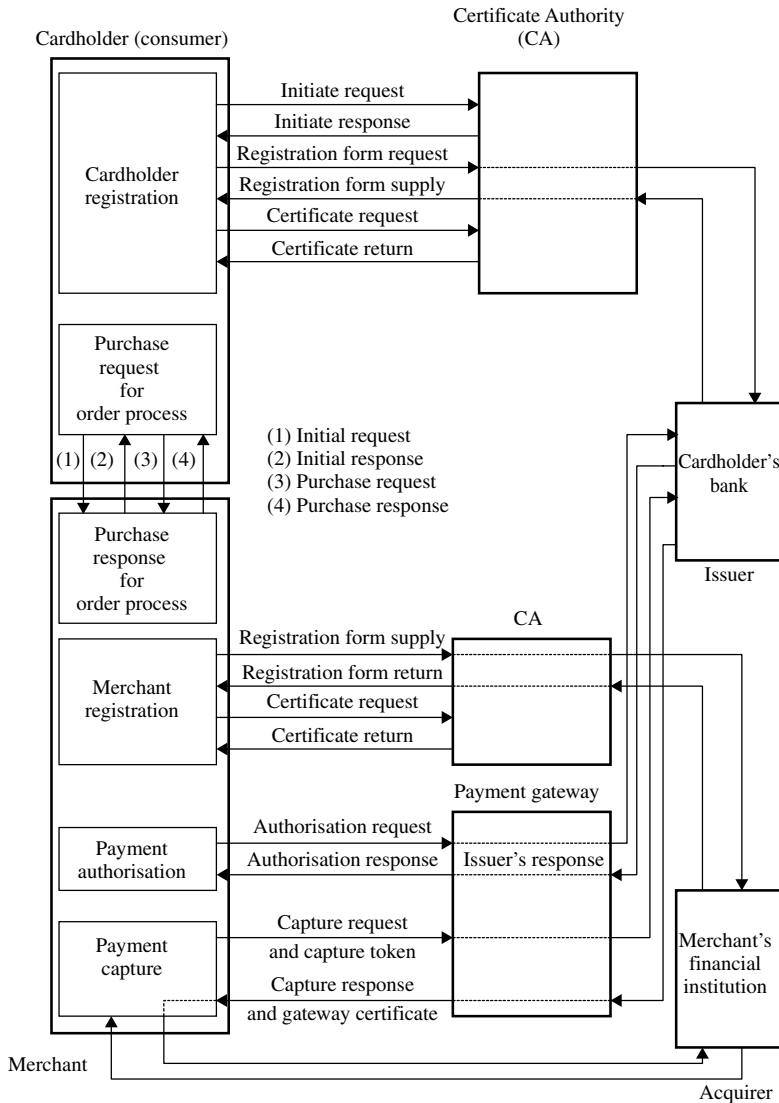 Certificate Authority
(CA)
Cardholder (consumer)
Initiate request
Initiate response
Registration form request
Cardholder
registration
Registration form supply
Certificate request
Certificate return
Purchase
request
for
order process
(1) (2) (3) (4)
(1) Initial request
(2) Initial response
(3) Purchase request
(4) Purchase response
Cardholder's
bank
Issuer
Purchase
response
for
order process
CA
Registration form supply
Registration form return
Merchant
registration
Certificate request
Certificate return
Payment gateway
Authorisation request
Payment
authorisation
Authorisation response
Issuer's response
Capture request
and capture token
Payment
capture
Capture response
and gateway certificate
Merchant's
financial
institution
Merchant
Acquirer